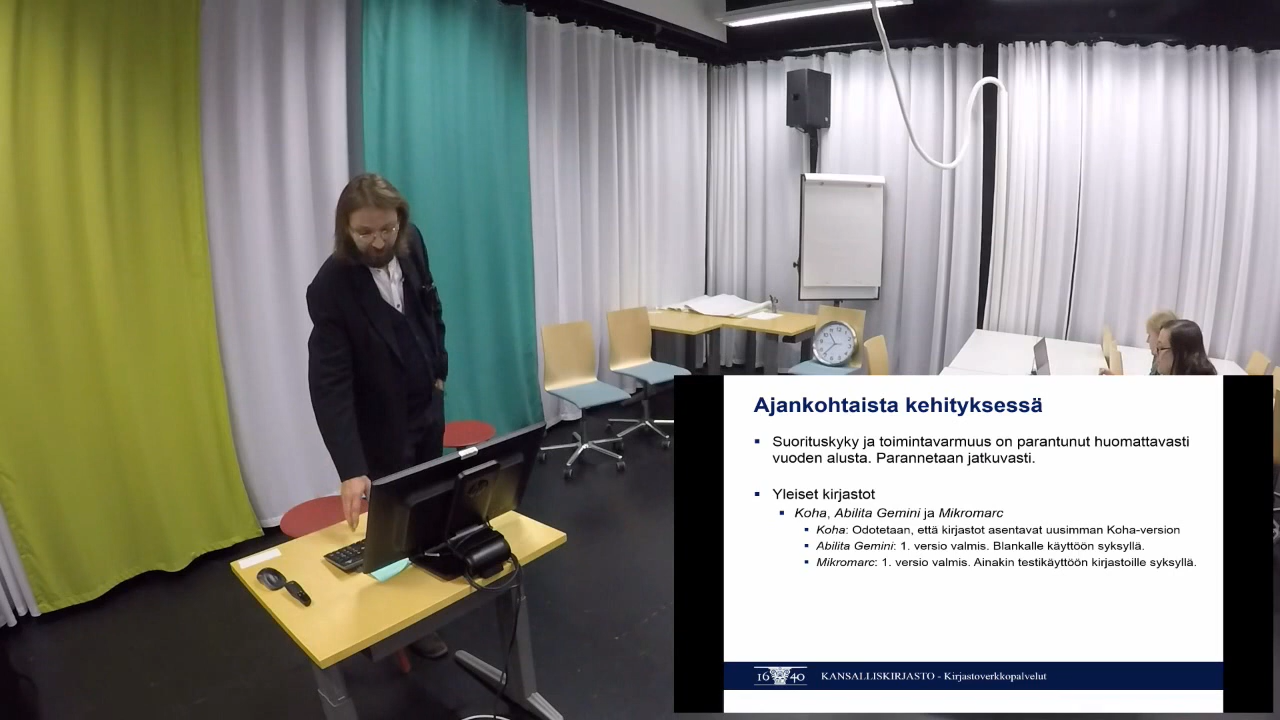 Ajankohtaista kehityksessä
Suorituskyky ja toimintavarmuus on parantunut huomattavasti
vuoden alusta. Parannetaan jatkuvasti.
Yleiset kirjastot
Koha, Abilita Gemini ja Mikromarc
Koha: Odotetaan, että kirjastot asentavat uusimman Koha-version
Abilita Gemini: 1. versio valmis. Blankalle käyttöön syksyllä.
Mikromarc: 1. versio valmis. Ainakin testikäyttöön kirjastoille syksyllä.
1640 KANSALLISKIRJASTO - Kirjastoverkkopalvelut